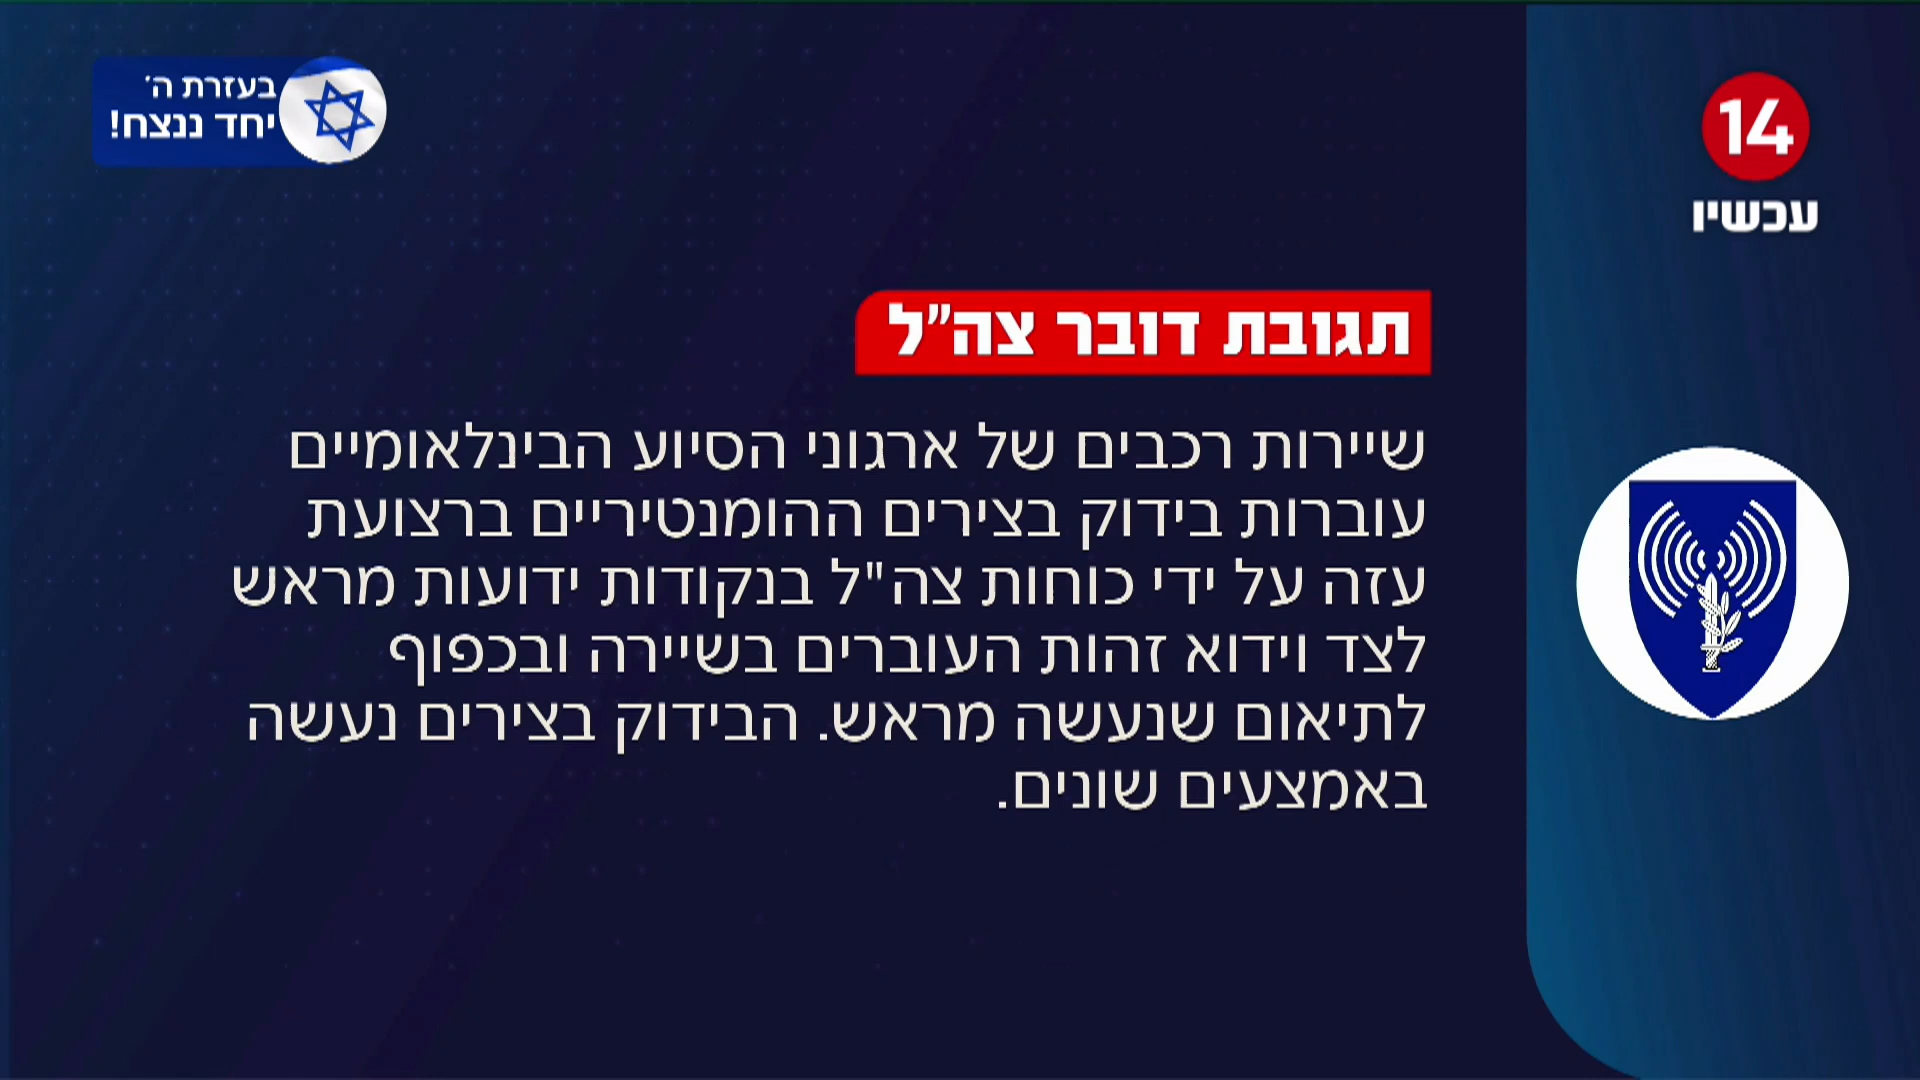 בעזרת ה׳
יחד ננצח!
14
עכשיו
תגובת דובר צה"ל
שיירות רכבים של ארגוני הסיוע הבינלאומיים
עוברות בידוק בצירים ההומנטיריים ברצועת
עזה על ידי כוחות צה"ל בנקודות ידועות מראש
לצד וידוא זהות העוברים בשיירה ובכפוף
לתיאום שנעשה מראש. הבידוק בצירים נעשה
באמצעים שונים.